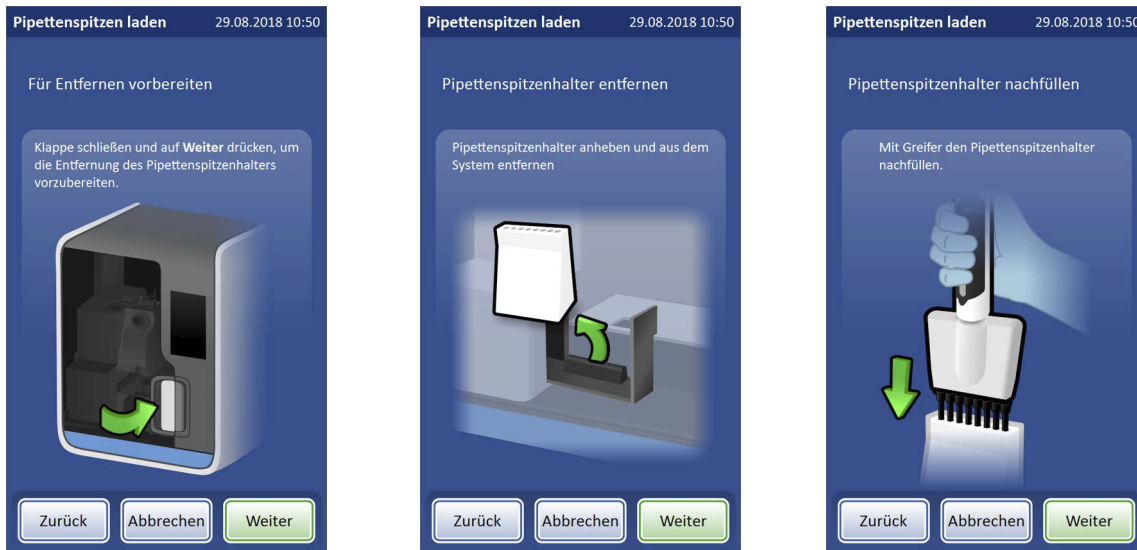 Pipettenspitzen laden 29.08.2018 10:50
Für Entfernen vorbereiten
Klappe schließen und auf Weiter drücken, um
die Entfernung des Pipettenspitzenhalters
vorzubereiten.
Zurück Abbrechen Weiter
Pipettenspitzen laden 29.08.2018 10:50
Pipettenspitzenhalter entfernen
Pipettenspitzenhalter anheben und aus dem
System entfernen
Zurück Abbrechen Weiter
Pipettenspitzen laden 29.08.2018 10:50
Pipettenspitzenhalter nachfüllen
Mit Greifer den Pipettenspitzenhalter
nachfüllen.
Zurück Abbrechen Weiter